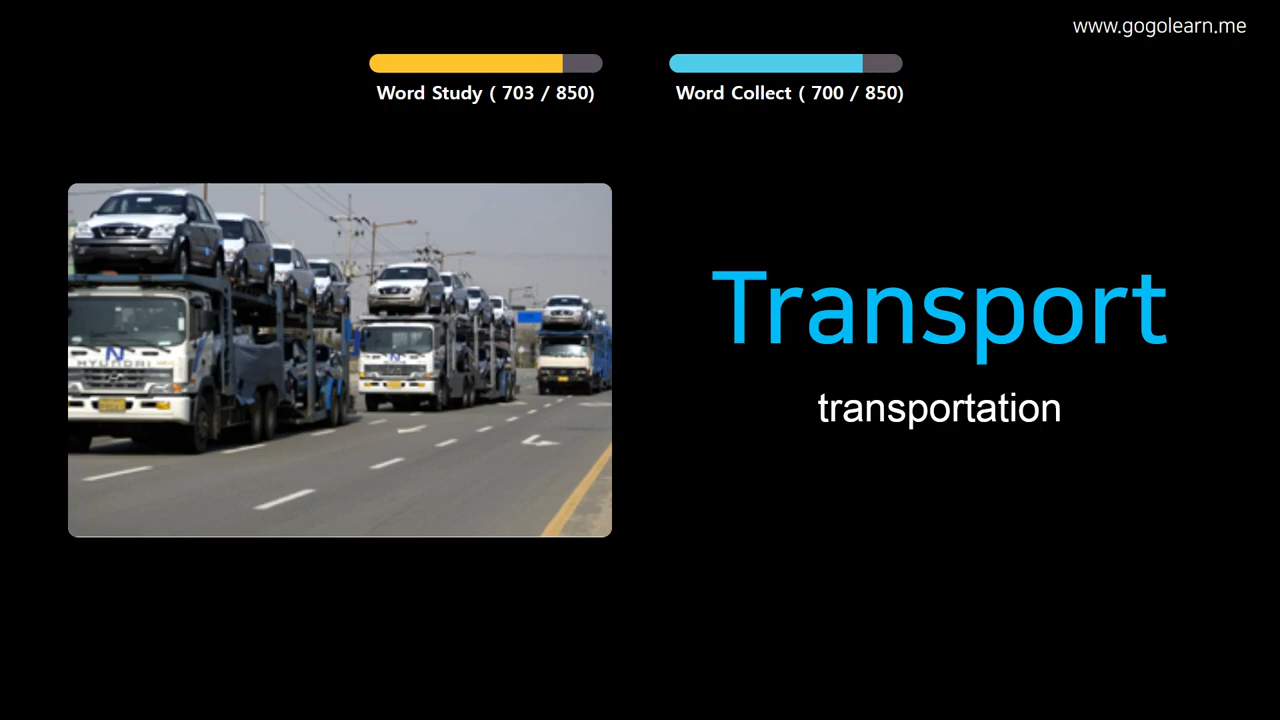 www.gogolearn.me
Word Study ( 703 / 850)
Word Collect ( 700 / 850)
Transport
transportation
N
HYUNDAI